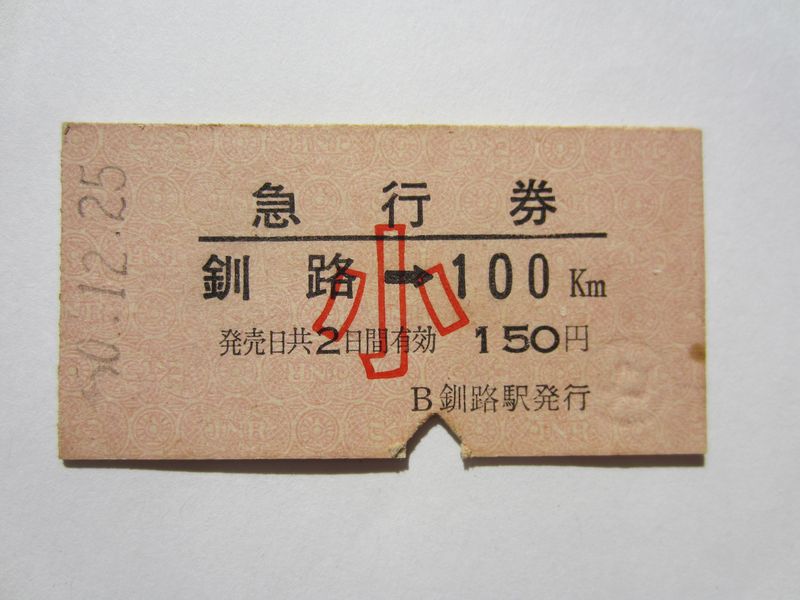 急行券
釧路→100Km
小
発売日共2日間有効 150円
B釧路駅発行
50.12.25